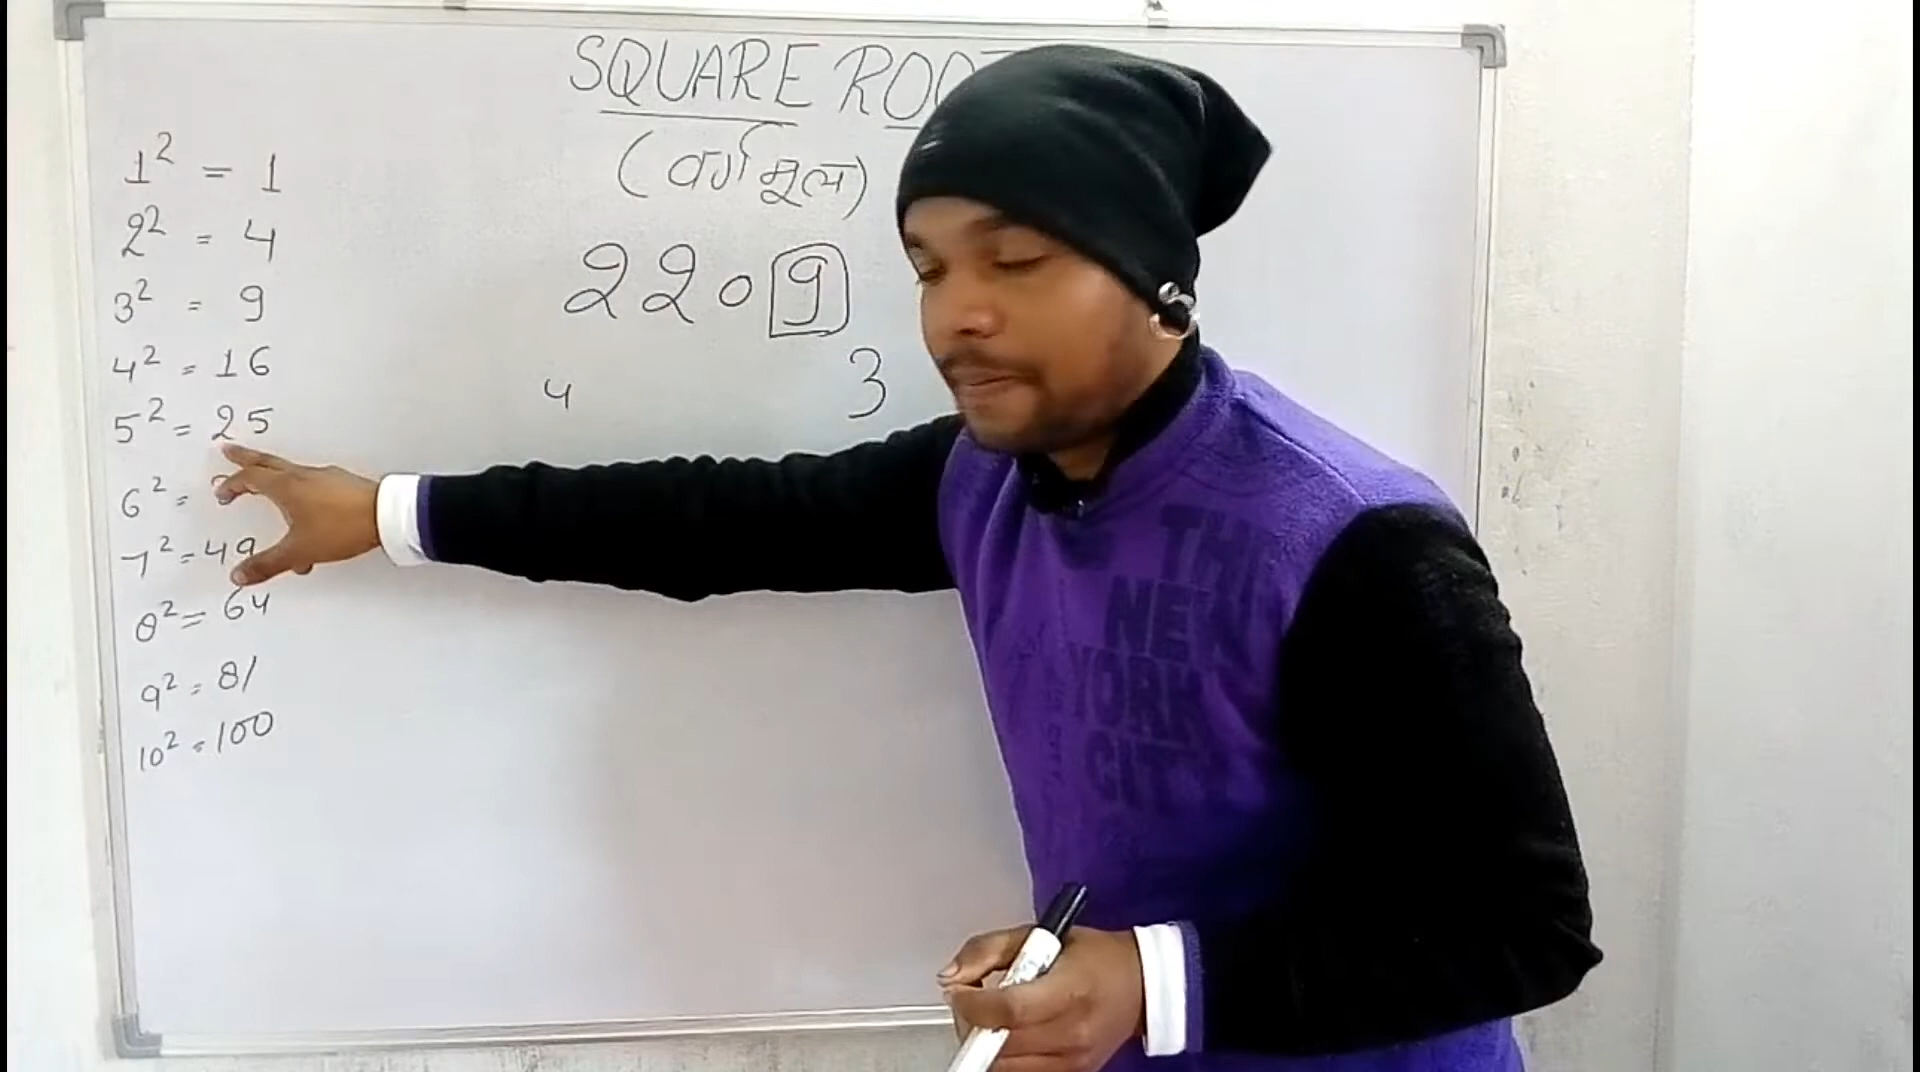 SQUARE ROO
(वर्गमूल)
1² = 1
2² = 4
3² = 9
4² = 16
5² = 25
6² =
7² = 49
8² = 64
9² = 81
10² = 100
2209
4 3
THE
NEW
YORK
CITY